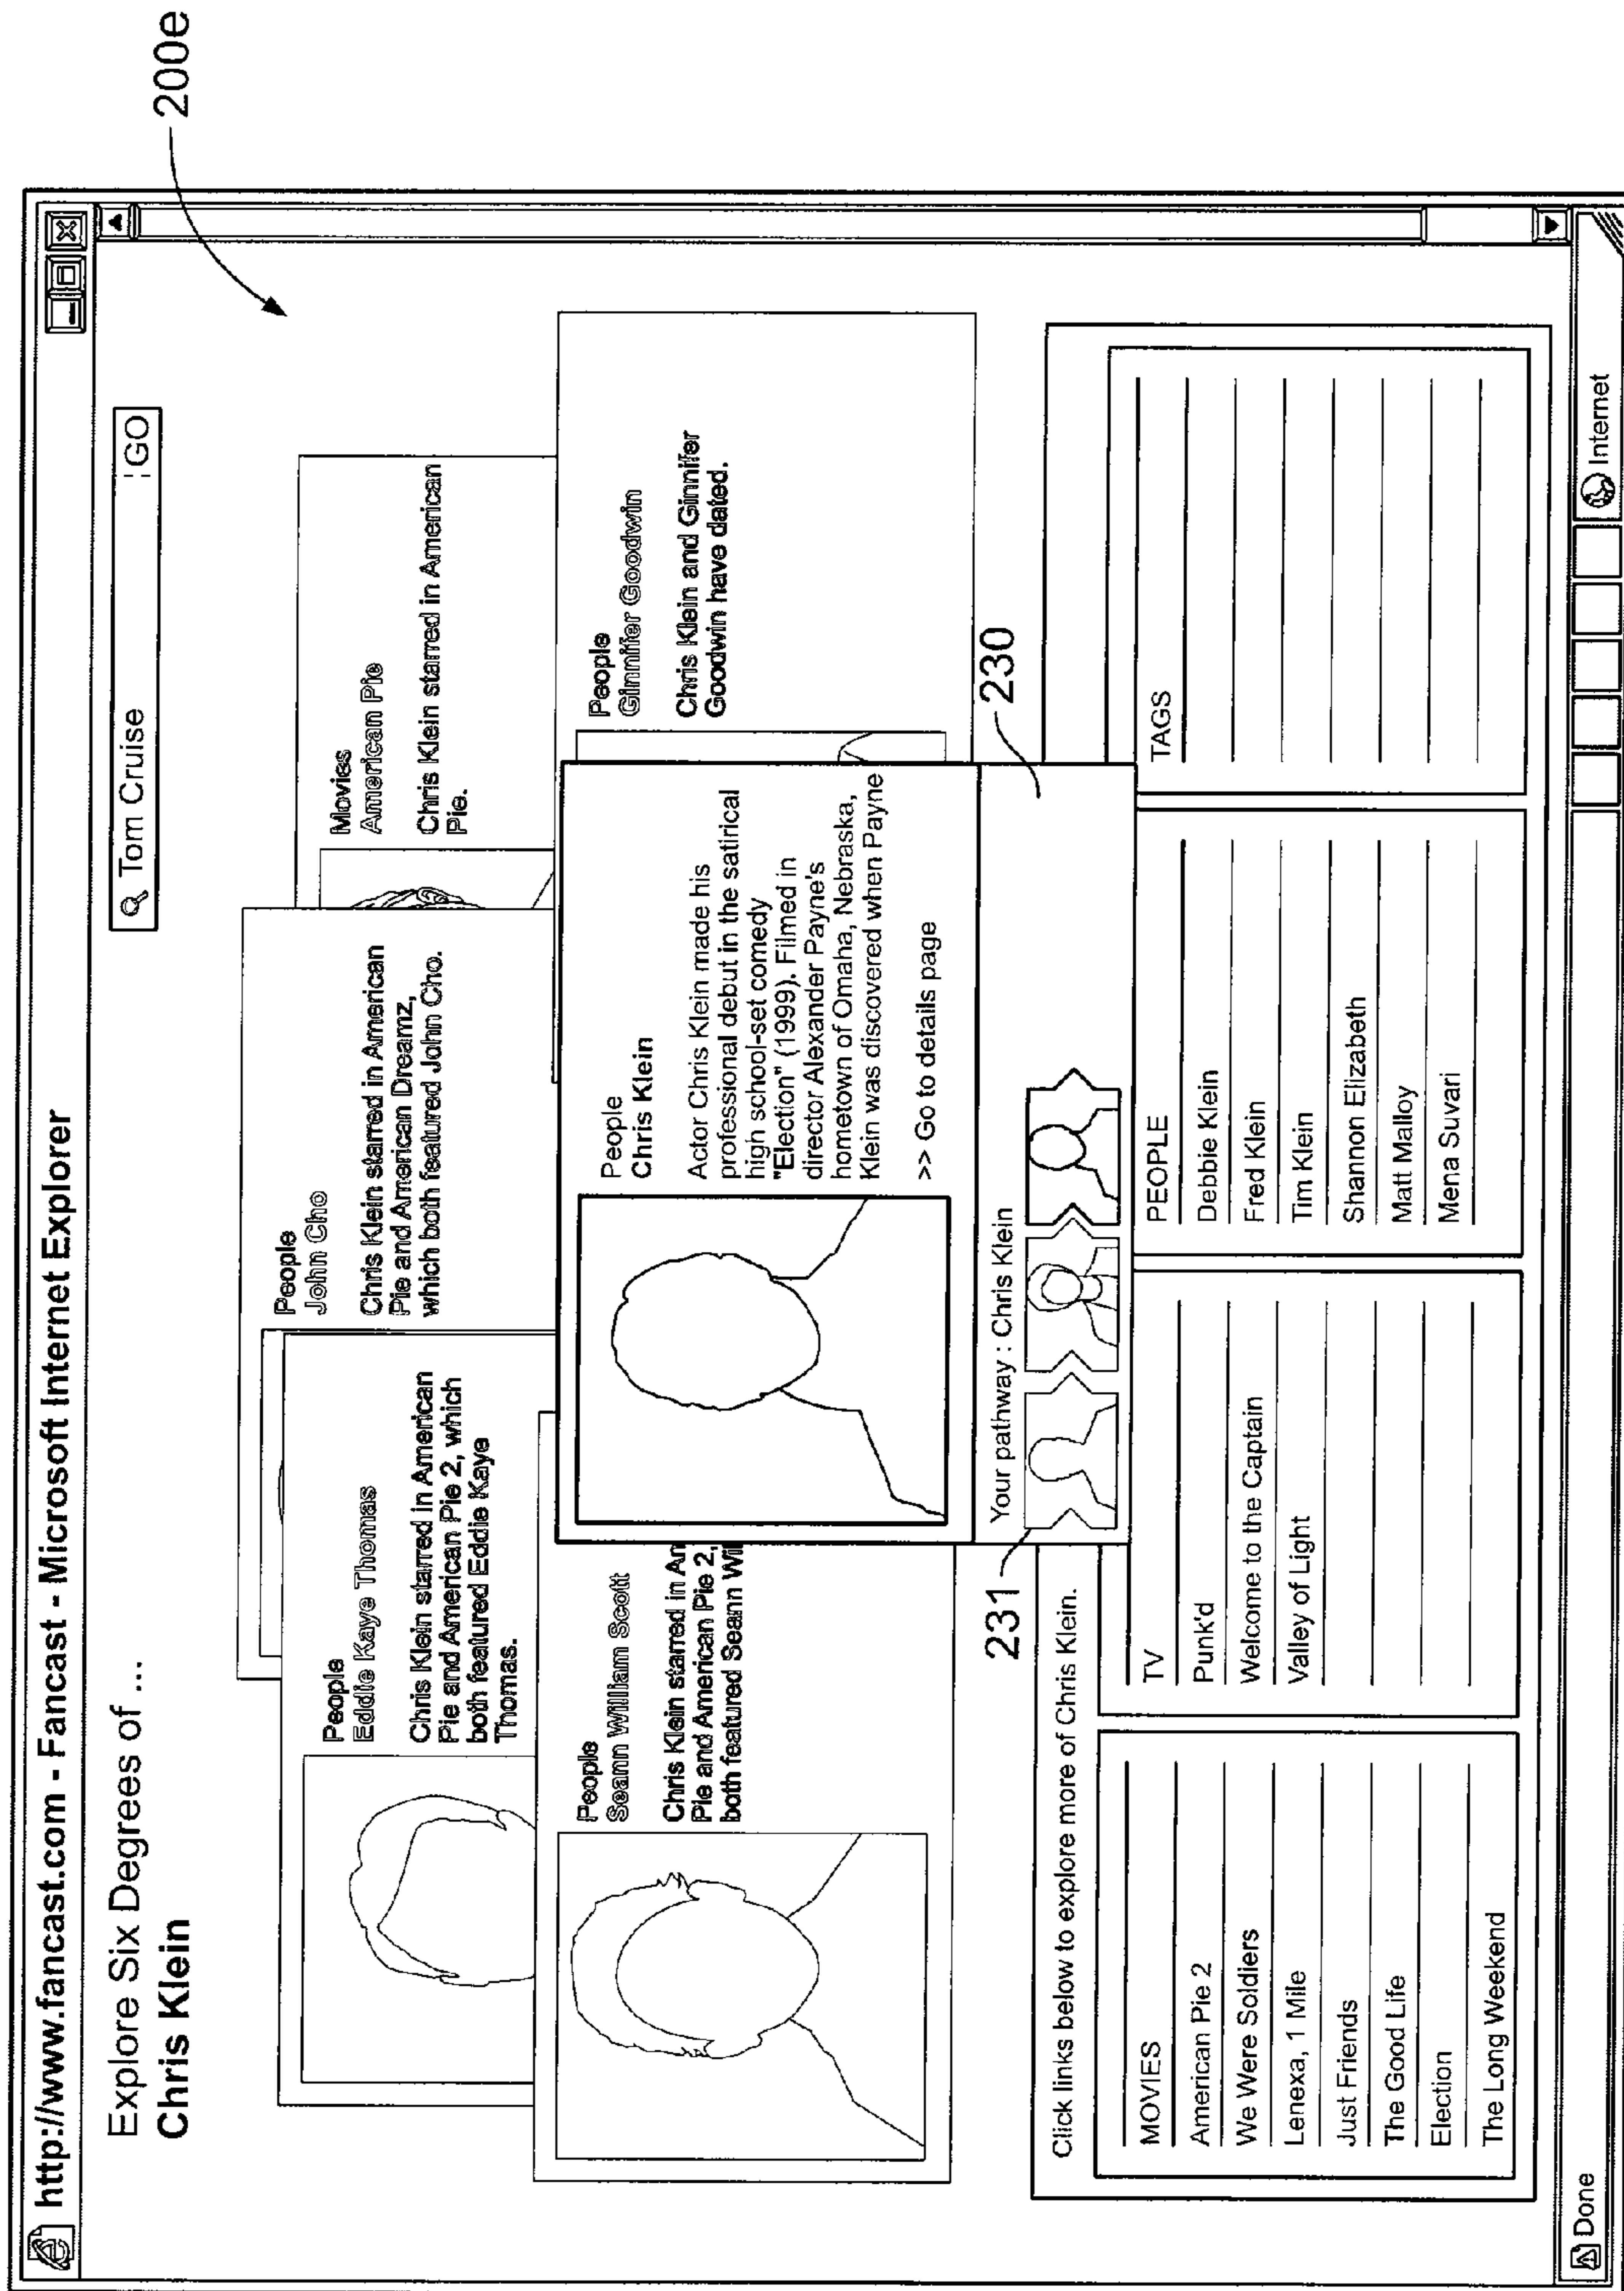 http://www.fancast.com - Fancast - Microsoft Internet Explorer
200e
Explore Six Degrees of ...
Chris Klein
Tom Cruise
GO
People
John Cho
Chris Klein starred in American
Pie and American Dreamz,
which both featured John Cho.
Movies
American Pie
Chris Klein starred in American
Pie.
People
Eddie Kaye Thomas
Chris Klein starred in American
Pie and American Pie 2, which
both featured Eddie Kaye
Thomas.
People
Seann William Scott
Chris Klein starred in Am
Pie and American Pie 2,
both featured Seann Wil
People
Chris Klein
Actor Chris Klein made his
professional debut in the satirical
high school-set comedy
"Election" (1999). Filmed in
director Alexander Payne's
hometown of Omaha, Nebraska,
Klein was discovered when Payne
>> Go to details page
People
Ginnifer Goodwin
Chris Klein and Ginnifer
Goodwin have dated.
Your pathway : Chris Klein
230
231
Click links below to explore more of Chris Klein.
MOVIES
American Pie 2
We Were Soldiers
Lenexa, 1 Mile
Just Friends
The Good Life
Election
The Long Weekend
TV
Punk'd
Welcome to the Captain
Valley of Light
PEOPLE
Debbie Klein
Fred Klein
Tim Klein
Shannon Elizabeth
Matt Malloy
Mena Suvari
TAGS
Done
Internet